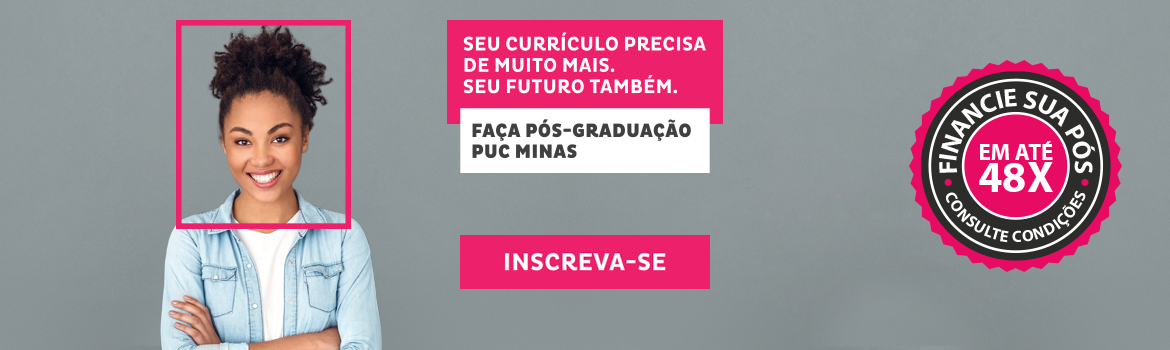 SEU CURRÍCULO PRECISA
DE MUITO MAIS.
SEU FUTURO TAMBÉM.
FAÇA PÓS-GRADUAÇÃO
PUC MINAS
INSCREVA-SE
FINANCIE SUA PÓS
EM ATÉ
48X
CONSULTE CONDIÇÕES